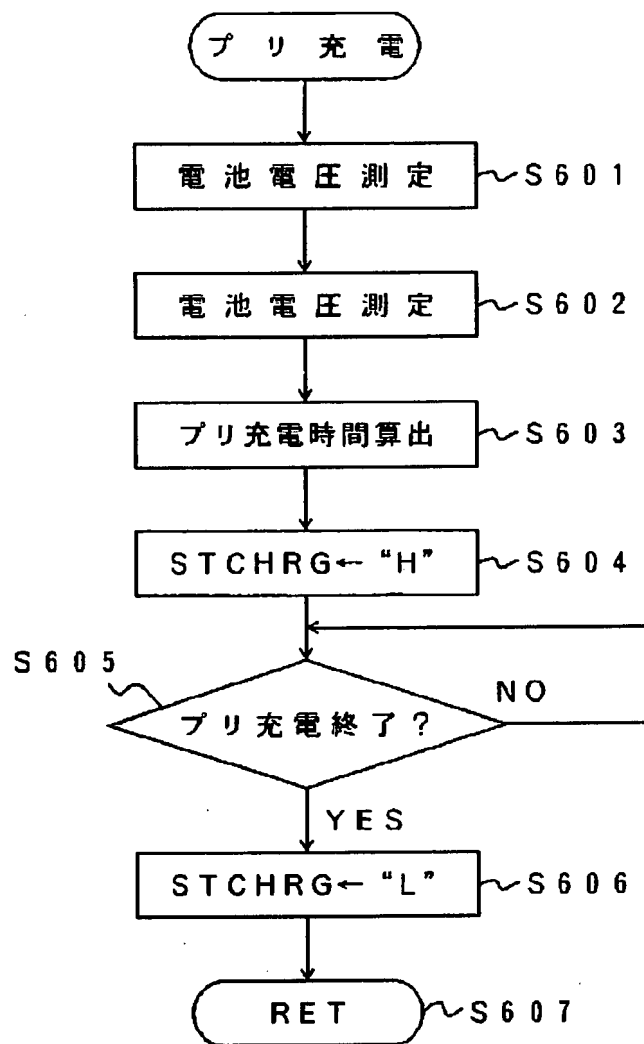 プリ充電
電池電圧測定 S601
電池電圧測定 S602
プリ充電時間算出 S603
STCHRG←“H” S604
S605
プリ充電終了？
NO
YES
STCHRG←“L” S606
RET S607